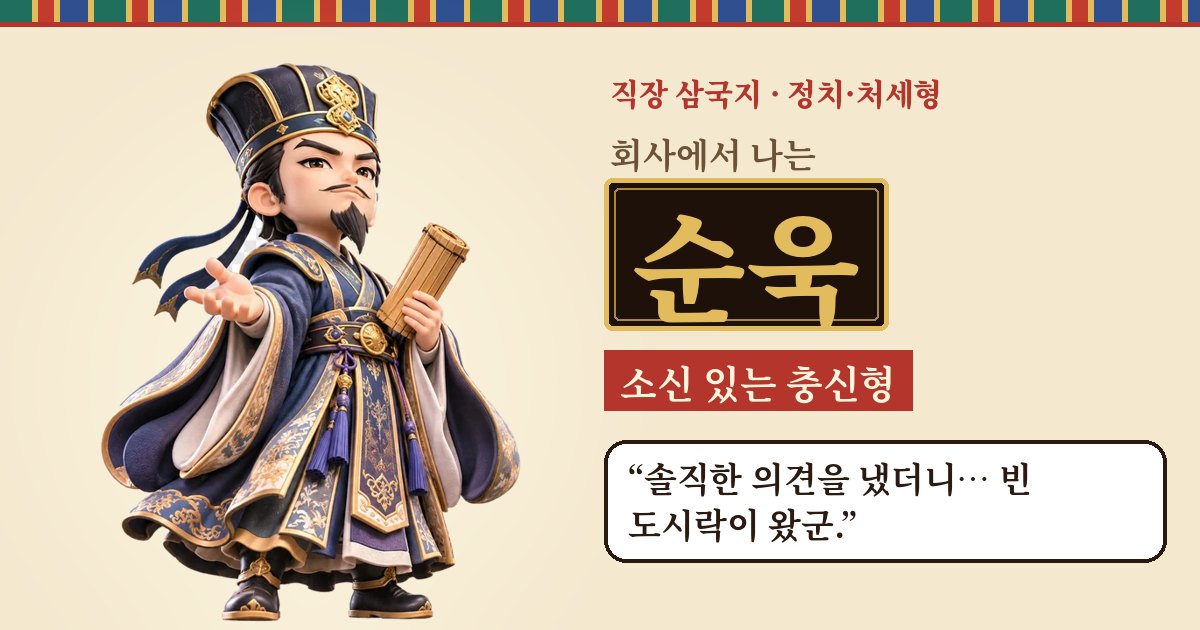 직장 삼국지 · 정치·처세형
회사에서 나는
순욱
소신 있는 충신형
“솔직한 의견을 냈더니… 빈
도시락이 왔군.”